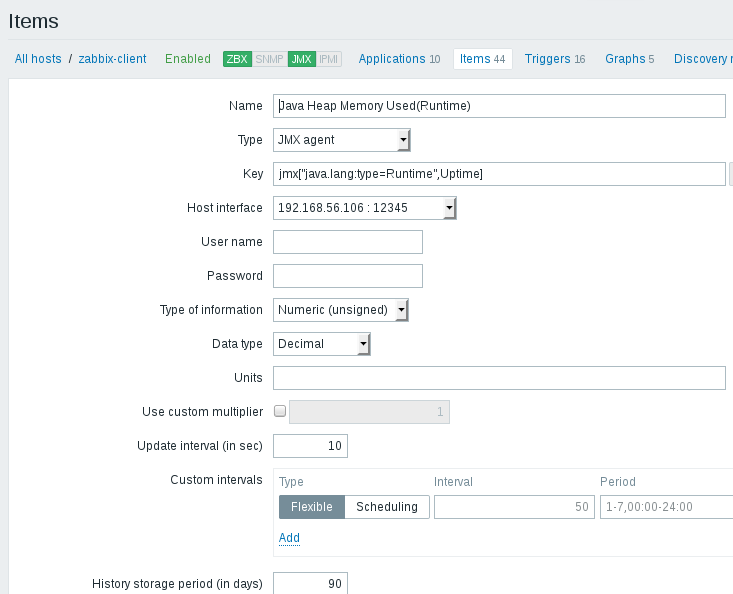 Items
All hosts / zabbix-client Enabled ZBX SNMP JMX IPMI Applications 10 Items 44 Triggers 16 Graphs 5 Discovery
Name Java Heap Memory Used(Runtime)
Type JMX agent
Key jmx["java.lang:type=Runtime",Uptime]
Host interface 192.168.56.106 : 12345
User name
Password
Type of information Numeric (unsigned)
Data type Decimal
Units
Use custom multiplier 1
Update interval (in sec) 10
Custom intervals Type Interval Period
Flexible Scheduling 50 1-7,00:00-24:00
Add
History storage period (in days) 90